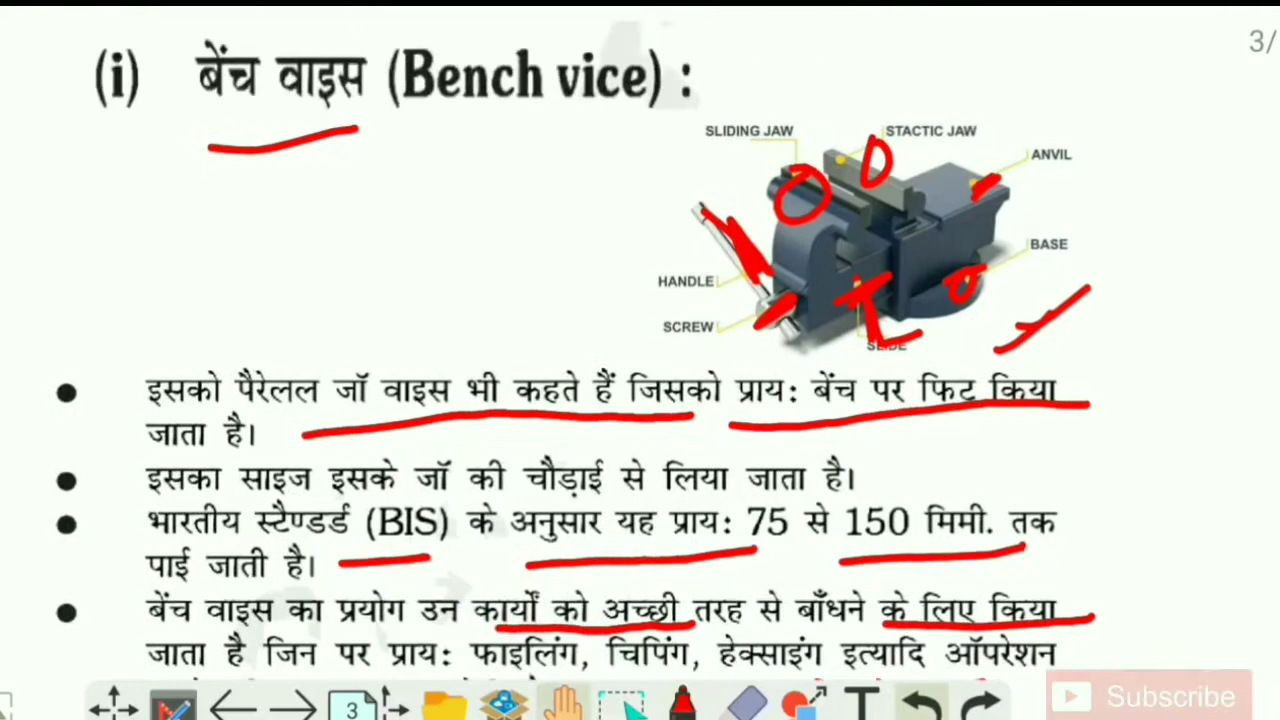 3/
(i) बेंच वाइस (Bench vice) :
SLIDING JAW
STACTIC JAW
ANVIL
BASE
HANDLE
SCREW
SLIDE
● इसको पैरेलल जॉ वाइस भी कहते हैं जिसको प्राय: बेंच पर फिट किया
जाता है।
● इसका साइज इसके जॉ की चौड़ाई से लिया जाता है।
● भारतीय स्टैण्डर्ड (BIS) के अनुसार यह प्राय: 75 से 150 मिमी. तक
पाई जाती है।
● बेंच वाइस का प्रयोग उन कार्यों को अच्छी तरह से बाँधने के लिए किया
जाता है जिन पर प्राय: फाइलिंग, चिपिंग, हेक्साइंग इत्यादि ऑपरेशन
3
T
Subscribe